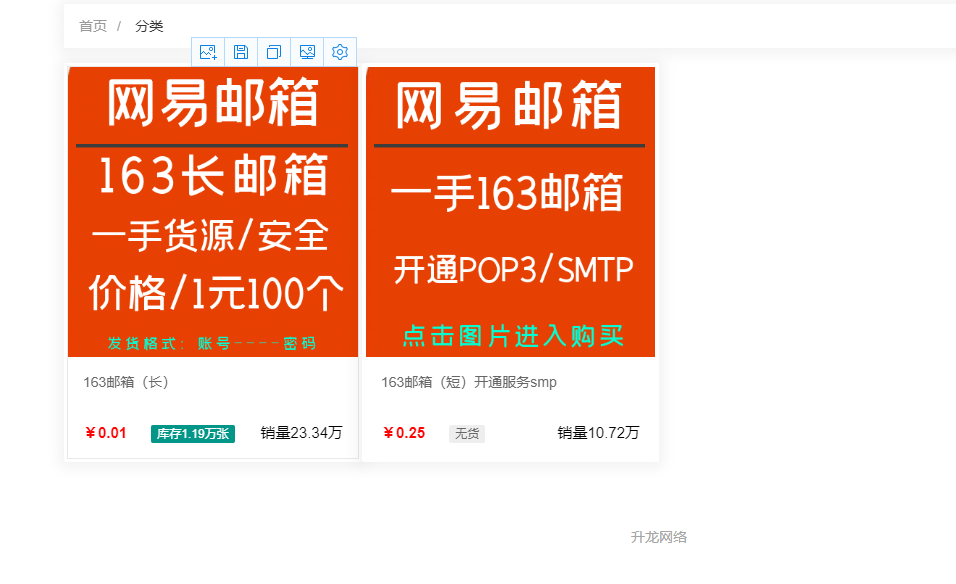 首页 / 分类
网易邮箱
163长邮箱
一手货源/安全
价格/1元100个
发货格式：账号----密码
163邮箱（长）
￥0.01 库存1.19万张 销量23.34万
网易邮箱
一手163邮箱
开通POP3/SMTP
点击图片进入购买
163邮箱（短）开通服务smp
￥0.25 无货 销量10.72万
升龙网络